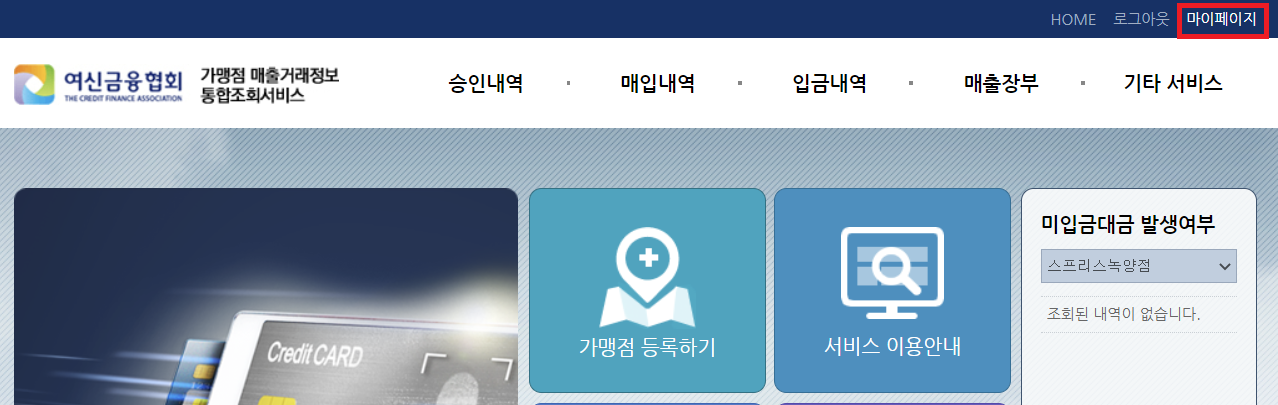 HOME 로그아웃 마이페이지
여신금융협회
THE CREDIT FINANCE ASSOCIATION
가맹점 매출거래정보
통합조회서비스
승인내역 매입내역 입금내역 매출장부 기타 서비스
Credit CARD
가맹점 등록하기
서비스 이용안내
미입금대금 발생여부
스프리스녹양점
조회된 내역이 없습니다.